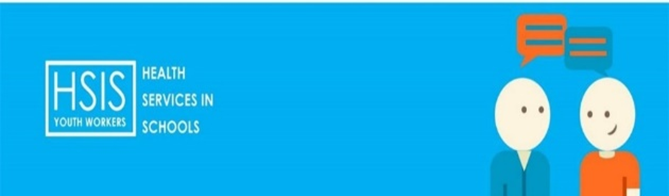 HSIS
YOUTH WORKERS
HEALTH
SERVICES IN
SCHOOLS